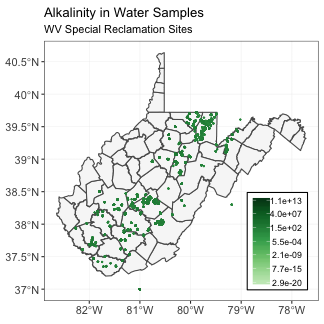 Alkalinity in Water Samples
WV Special Reclamation Sites
40.5°N
40°N
39.5°N
39°N
38.5°N
38°N
37.5°N
37°N
1.1e+13
4.0e+07
1.5e+02
5.5e-04
2.1e-09
7.7e-15
2.9e-20
82°W 81°W 80°W 79°W 78°W